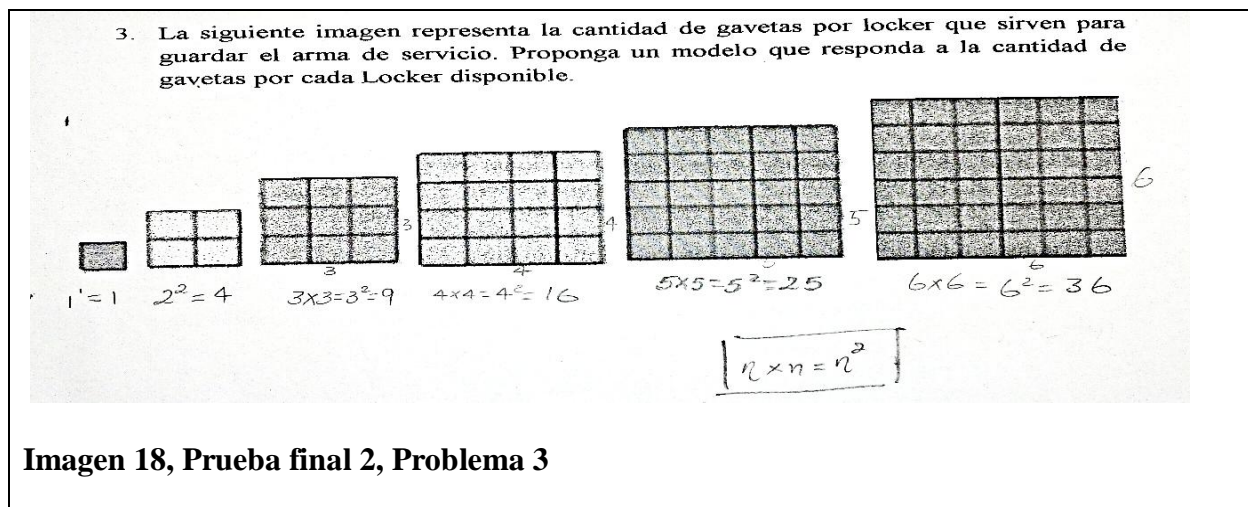 3. La siguiente imagen representa la cantidad de gavetas por locker que sirven para
guardar el arma de servicio. Proponga un modelo que responda a la cantidad de
gavetas por cada Locker disponible.
3
4
5
6
3
4
6
1' = 1
2² = 4
3x3=3²=9
4x4=4²=16
5x5=5²=25
6x6 = 6² = 36
n x n = n²
Imagen 18, Prueba final 2, Problema 3